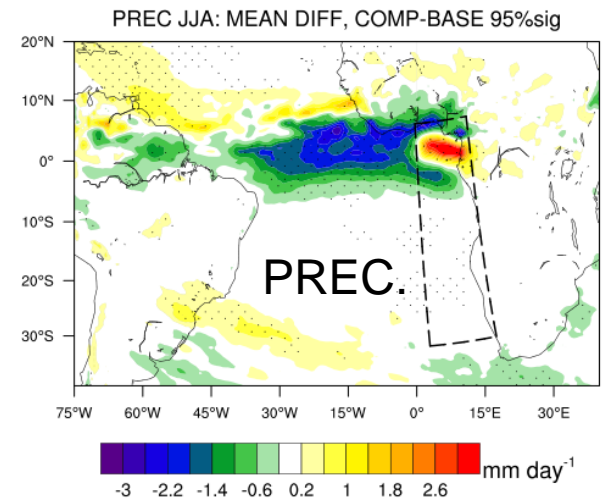 PREC JJA: MEAN DIFF, COMP-BASE 95%sig
20°N
10°N
0°
10°S
20°S
30°S
PREC.
75°W 60°W 45°W 30°W 15°W 0° 15°E 30°E
-3 -2.2 -1.4 -0.6 0.2 1 1.8 2.6
mm day⁻¹